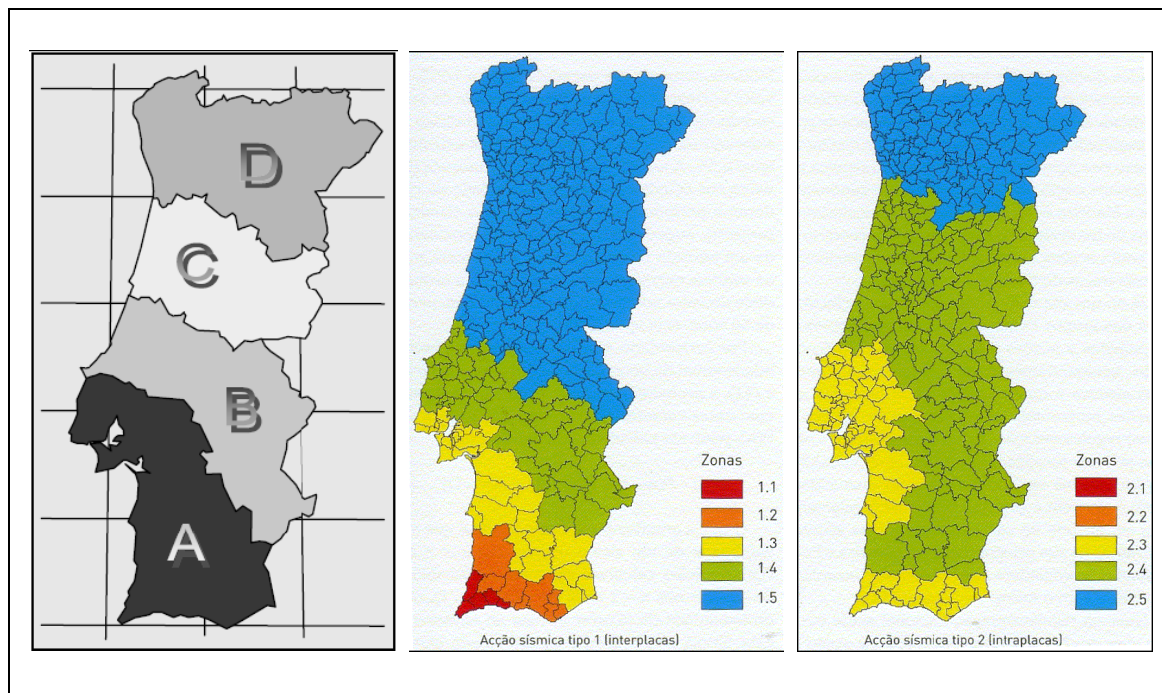 D
C
B
A
Zonas
1.1
1.2
1.3
1.4
1.5
Acção sísmica tipo 1 (interplacas)
Zonas
2.1
2.2
2.3
2.4
2.5
Acção sísmica tipo 2 (intraplacas)